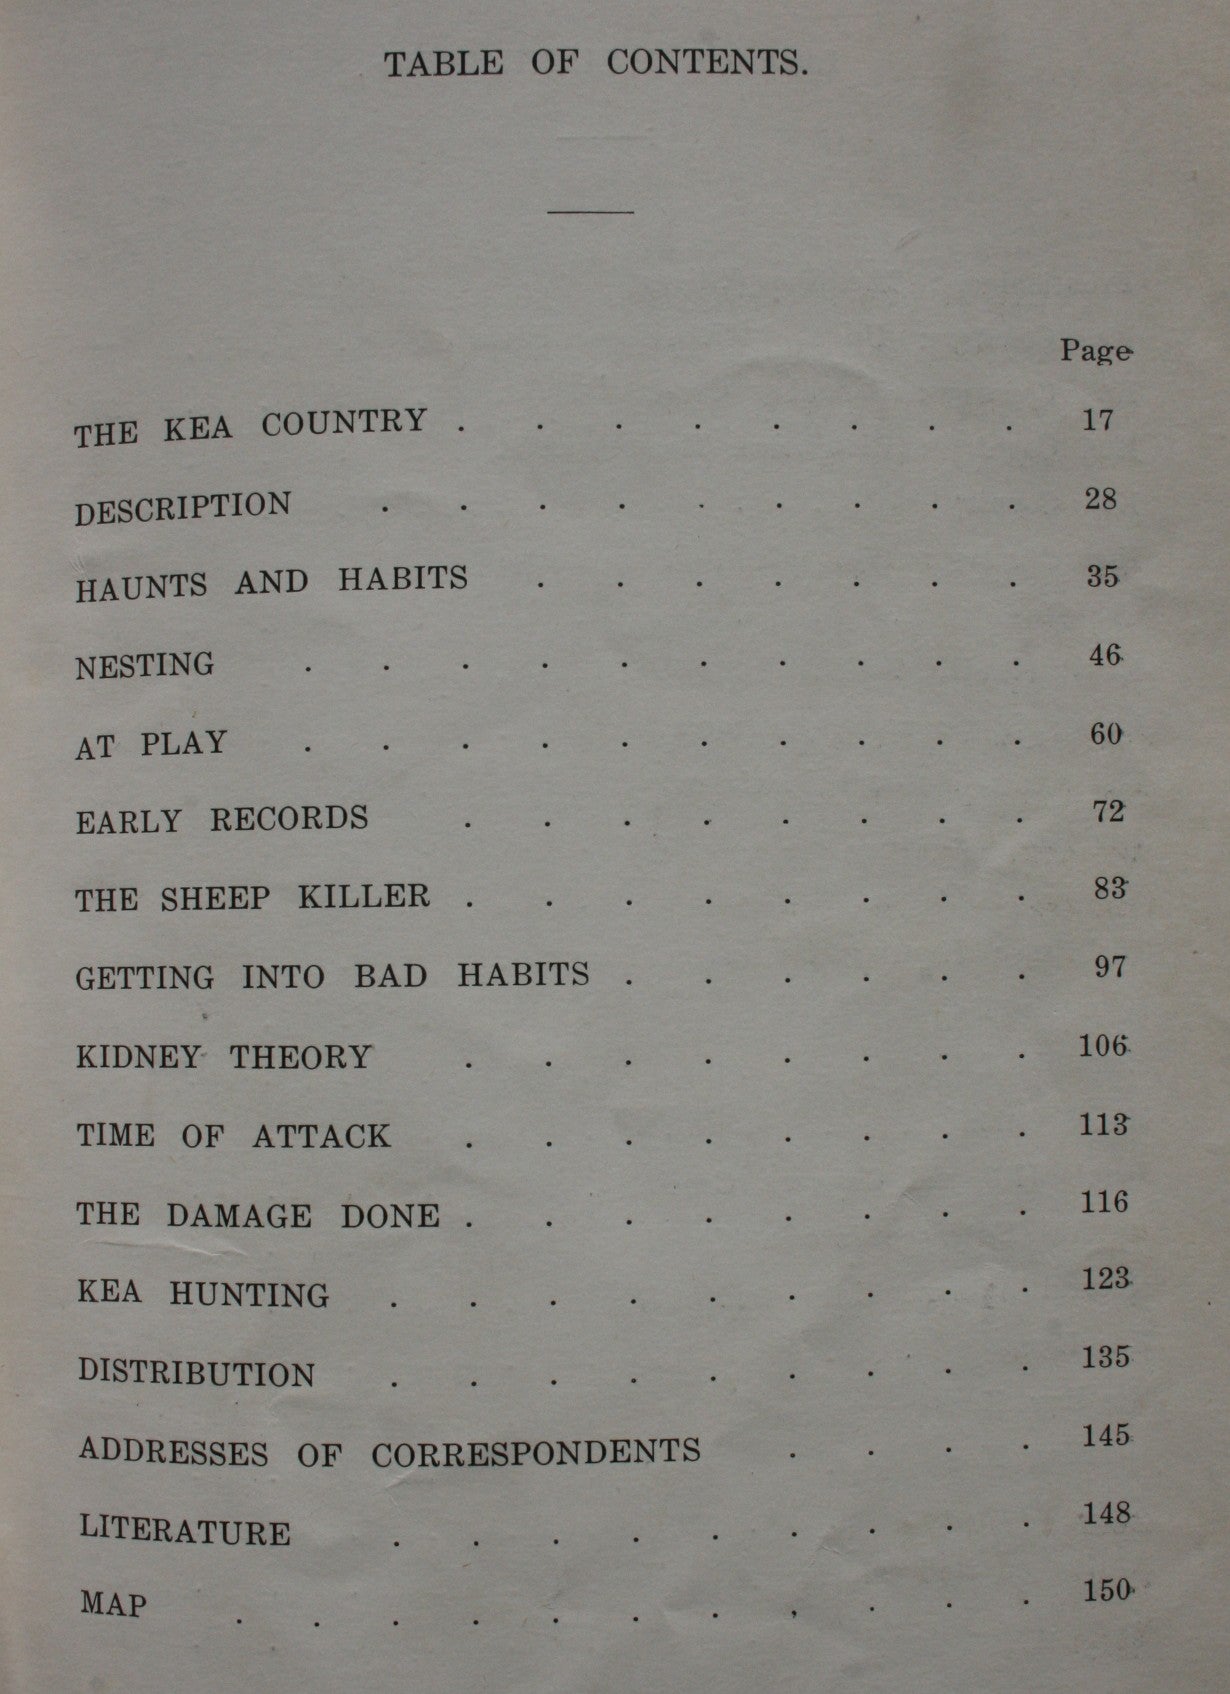 TABLE OF CONTENTS.
Page
THE KEA COUNTRY . . . . . . . . 17
DESCRIPTION . . . . . . . . . 28
HAUNTS AND HABITS . . . . . . . 35
NESTING . . . . . . . . . . 46
AT PLAY . . . . . . . . . . 60
EARLY RECORDS . . . . . . . . 72
THE SHEEP KILLER . . . . . . . . 83
GETTING INTO BAD HABITS . . . . . . 97
KIDNEY THEORY . . . . . . . . 106
TIME OF ATTACK . . . . . . . . 113
THE DAMAGE DONE . . . . . . . . 116
KEA HUNTING . . . . . . . . . 123
DISTRIBUTION . . . . . . . . . 135
ADDRESSES OF CORRESPONDENTS . . . . 145
LITERATURE . . . . . . . . . 148
MAP . . . . . . . . . . . 150